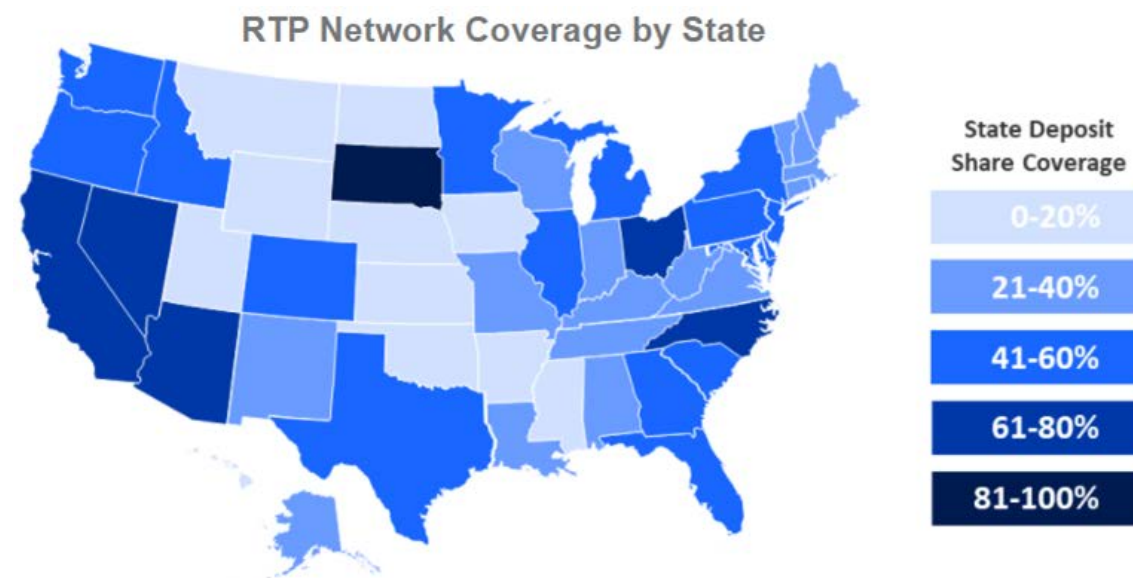 RTP Network Coverage by State
State Deposit
Share Coverage
0-20%
21-40%
41-60%
61-80%
81-100%